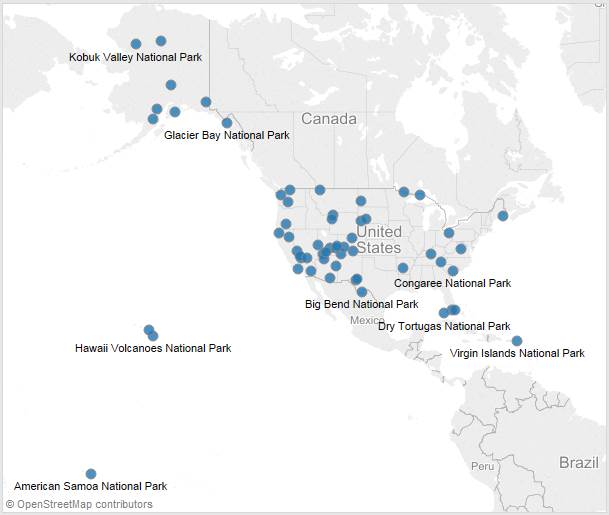 Kobuk Valley National Park
Canada
Glacier Bay National Park
United
States
Congaree National Park
Big Bend National Park
Mexico
Dry Tortugas National Park
Hawaii Volcanoes National Park
Virgin Islands National Park
Peru
Brazil
American Samoa National Park
© OpenStreetMap contributors